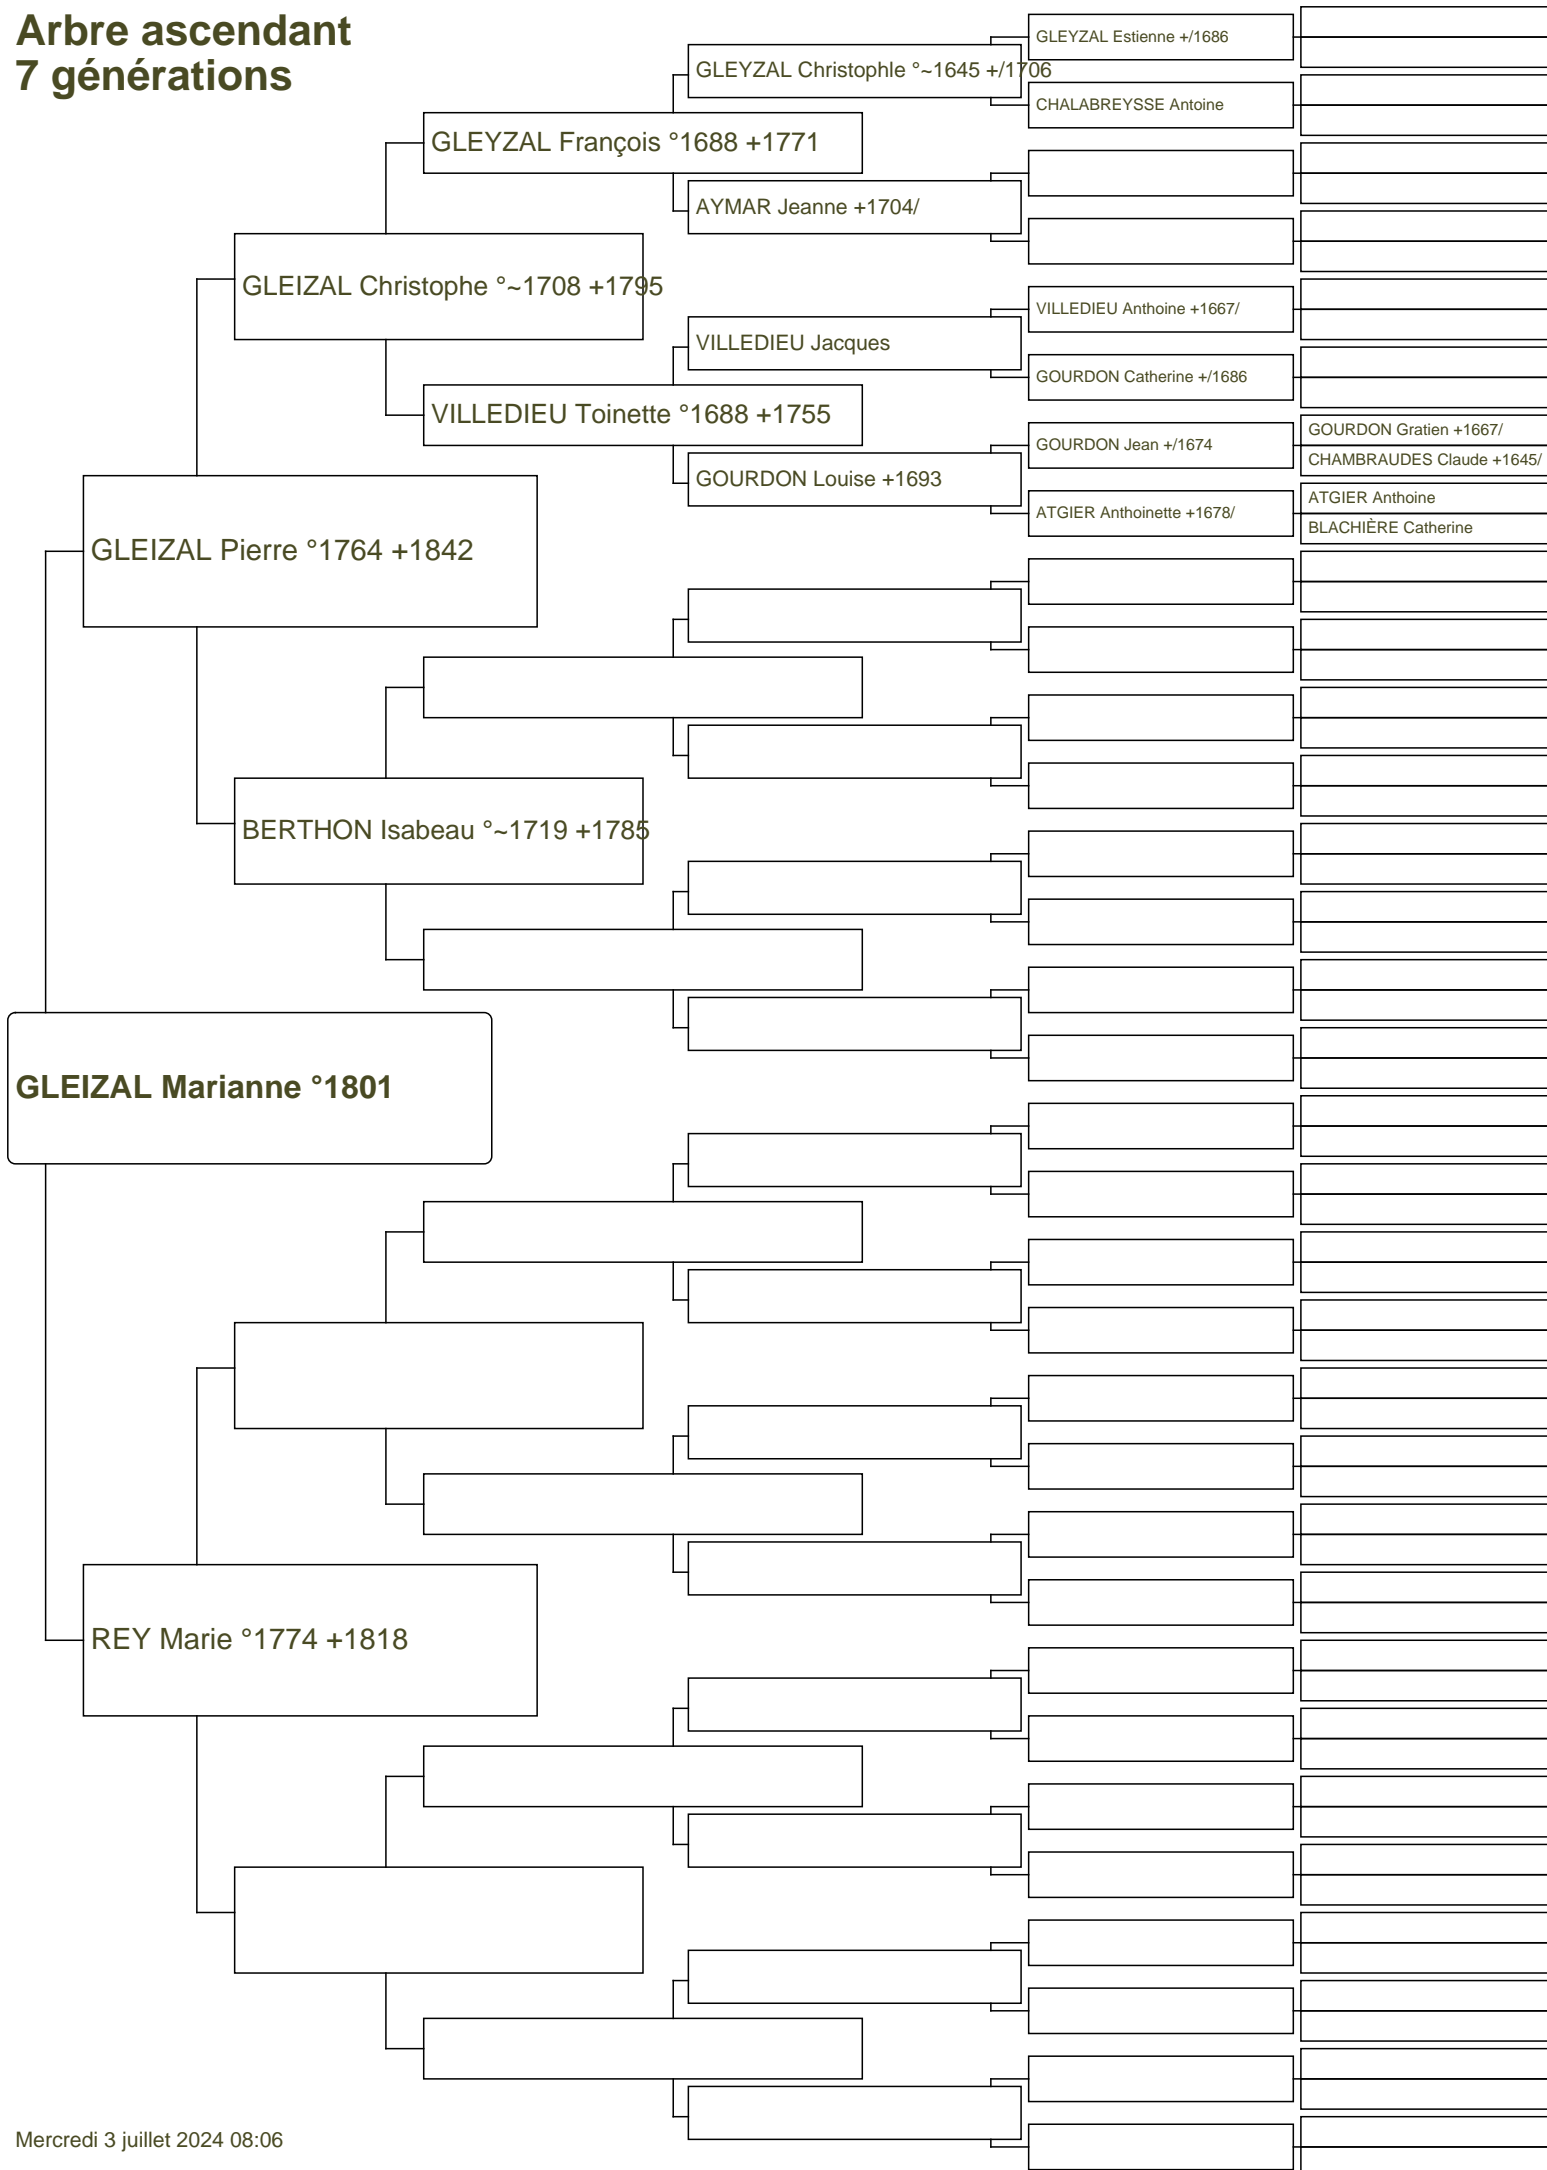 Arbre ascendant
7 générations
GLEYZAL Estienne +/1686
GLEYZAL Christophle °~1645 +/1706
CHALABREYSSE Antoine
GLEYZAL François °1688 +1771
AYMAR Jeanne +1704/
GLEIZAL Christophe °~1708 +1795
VILLEDIEU Anthoine +1667/
VILLEDIEU Jacques
GOURDON Catherine +/1686
VILLEDIEU Toinette °1688 +1755
GOURDON Gratien +1667/
GOURDON Jean +/1674
CHAMBRAUDES Claude +1645/
GOURDON Louise +1693
ATGIER Anthoine
ATGIER Anthoinette +1678/
BLACHIÈRE Catherine
GLEIZAL Pierre °1764 +1842
BERTHON Isabeau °~1719 +1785
GLEIZAL Marianne °1801
REY Marie °1774 +1818
Mercredi 3 juillet 2024 08:06